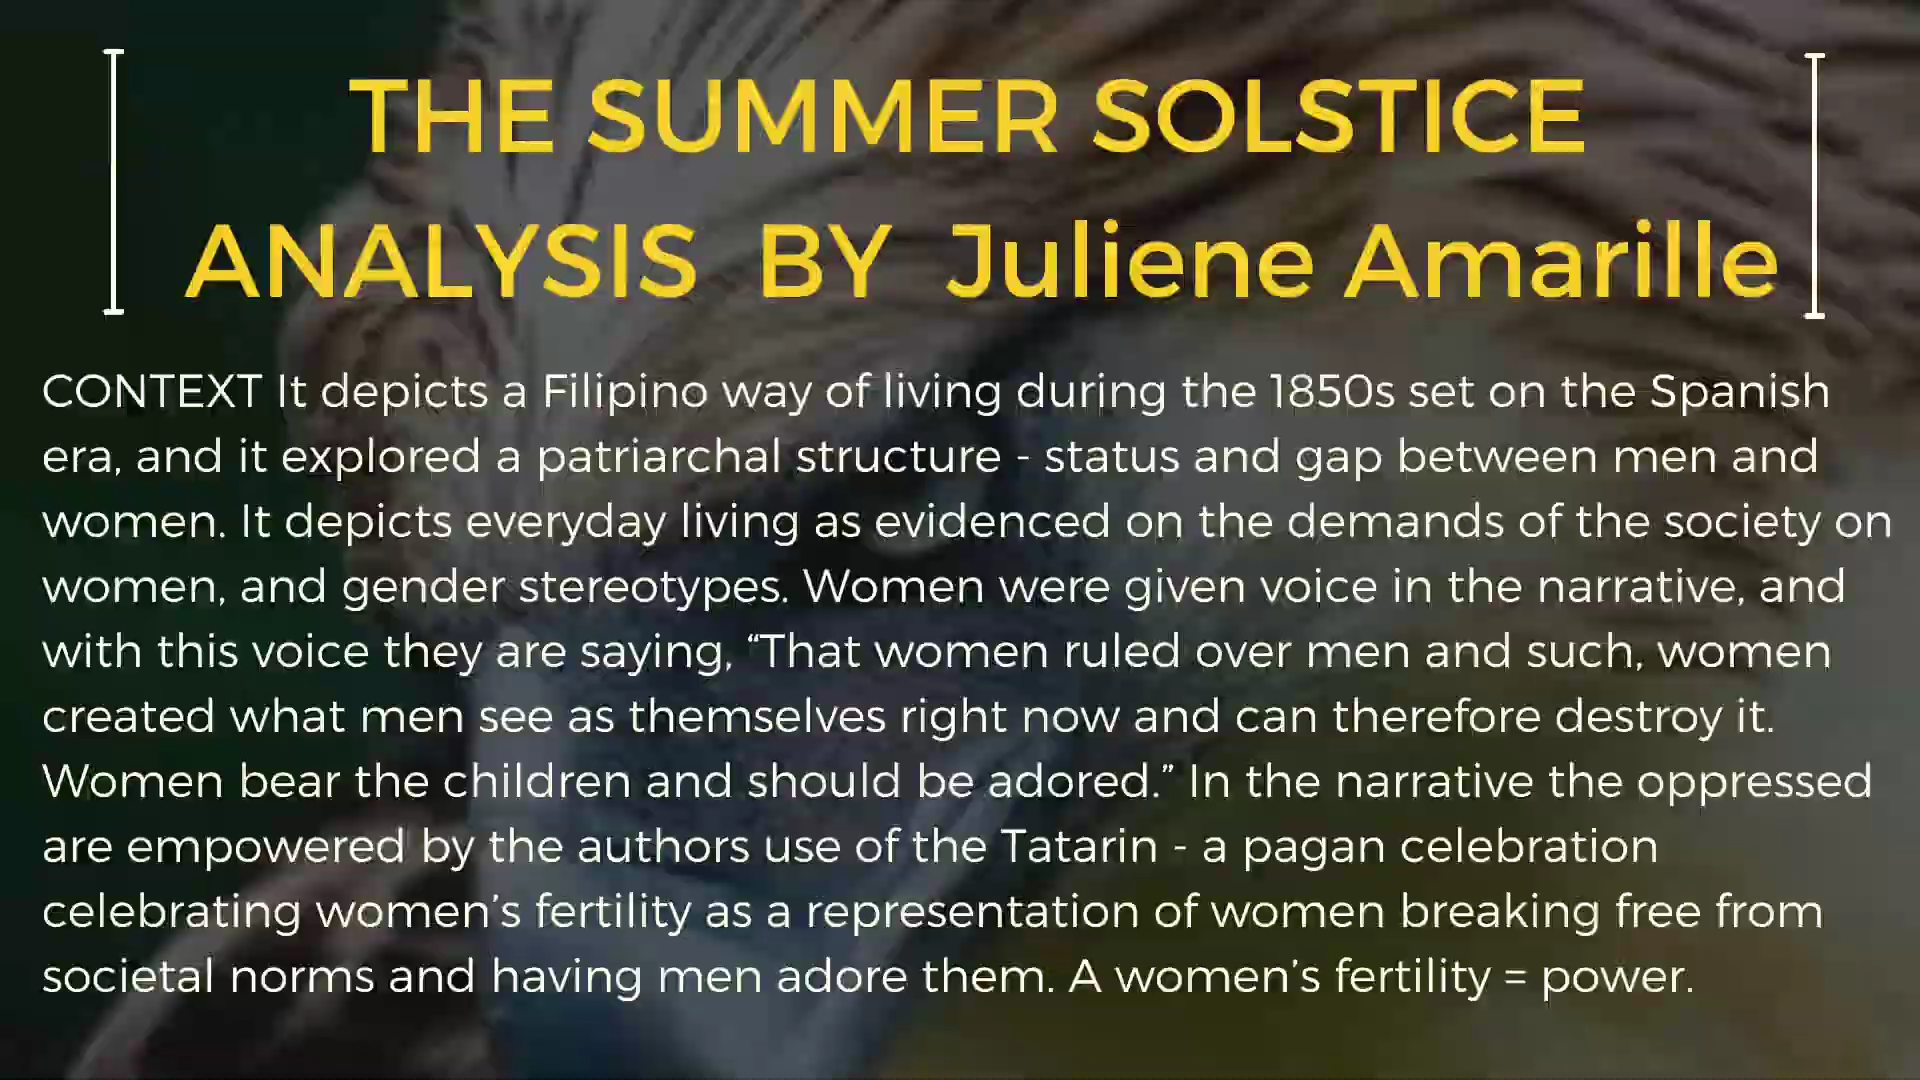 THE SUMMER SOLSTICE
ANALYSIS BY Juliene Amarille
CONTEXT It depicts a Filipino way of living during the 1850s set on the Spanish
era, and it explored a patriarchal structure - status and gap between men and
women. It depicts everyday living as evidenced on the demands of the society on
women, and gender stereotypes. Women were given voice in the narrative, and
with this voice they are saying, “That women ruled over men and such, women
created what men see as themselves right now and can therefore destroy it.
Women bear the children and should be adored.” In the narrative the oppressed
are empowered by the authors use of the Tatarin - a pagan celebration
celebrating women’s fertility as a representation of women breaking free from
societal norms and having men adore them. A women’s fertility = power.